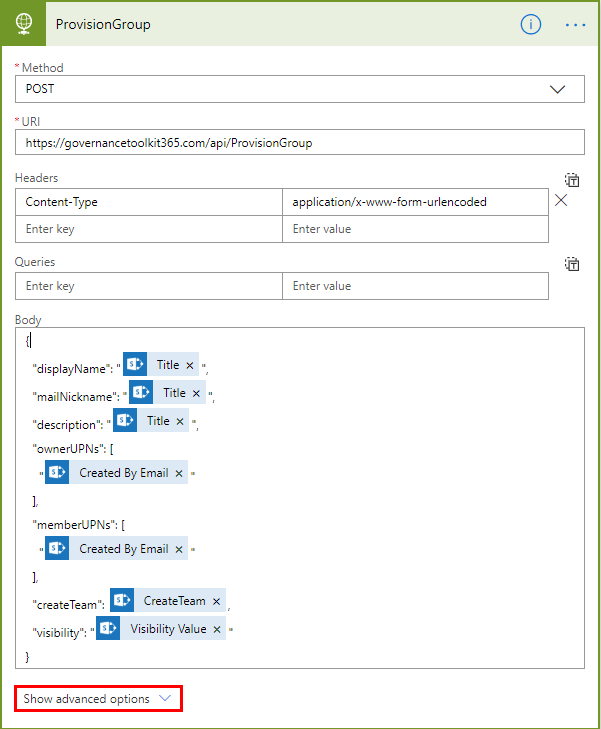 ProvisionGroup
* Method
POST
* URI
https://governancetoolkit365.com/api/ProvisionGroup
Headers
Content-Type application/x-www-form-urlencoded
Enter key Enter value
Queries
Enter key Enter value
Body
{
"displayName": " Title × ",
"mailNickname": " Title × ",
"description": " Title × ",
"ownerUPNs": [
" Created By Email × "
],
"memberUPNs": [
" Created By Email × "
],
"createTeam": CreateTeam × ,
"visibility": " Visibility Value × "
}
Show advanced options